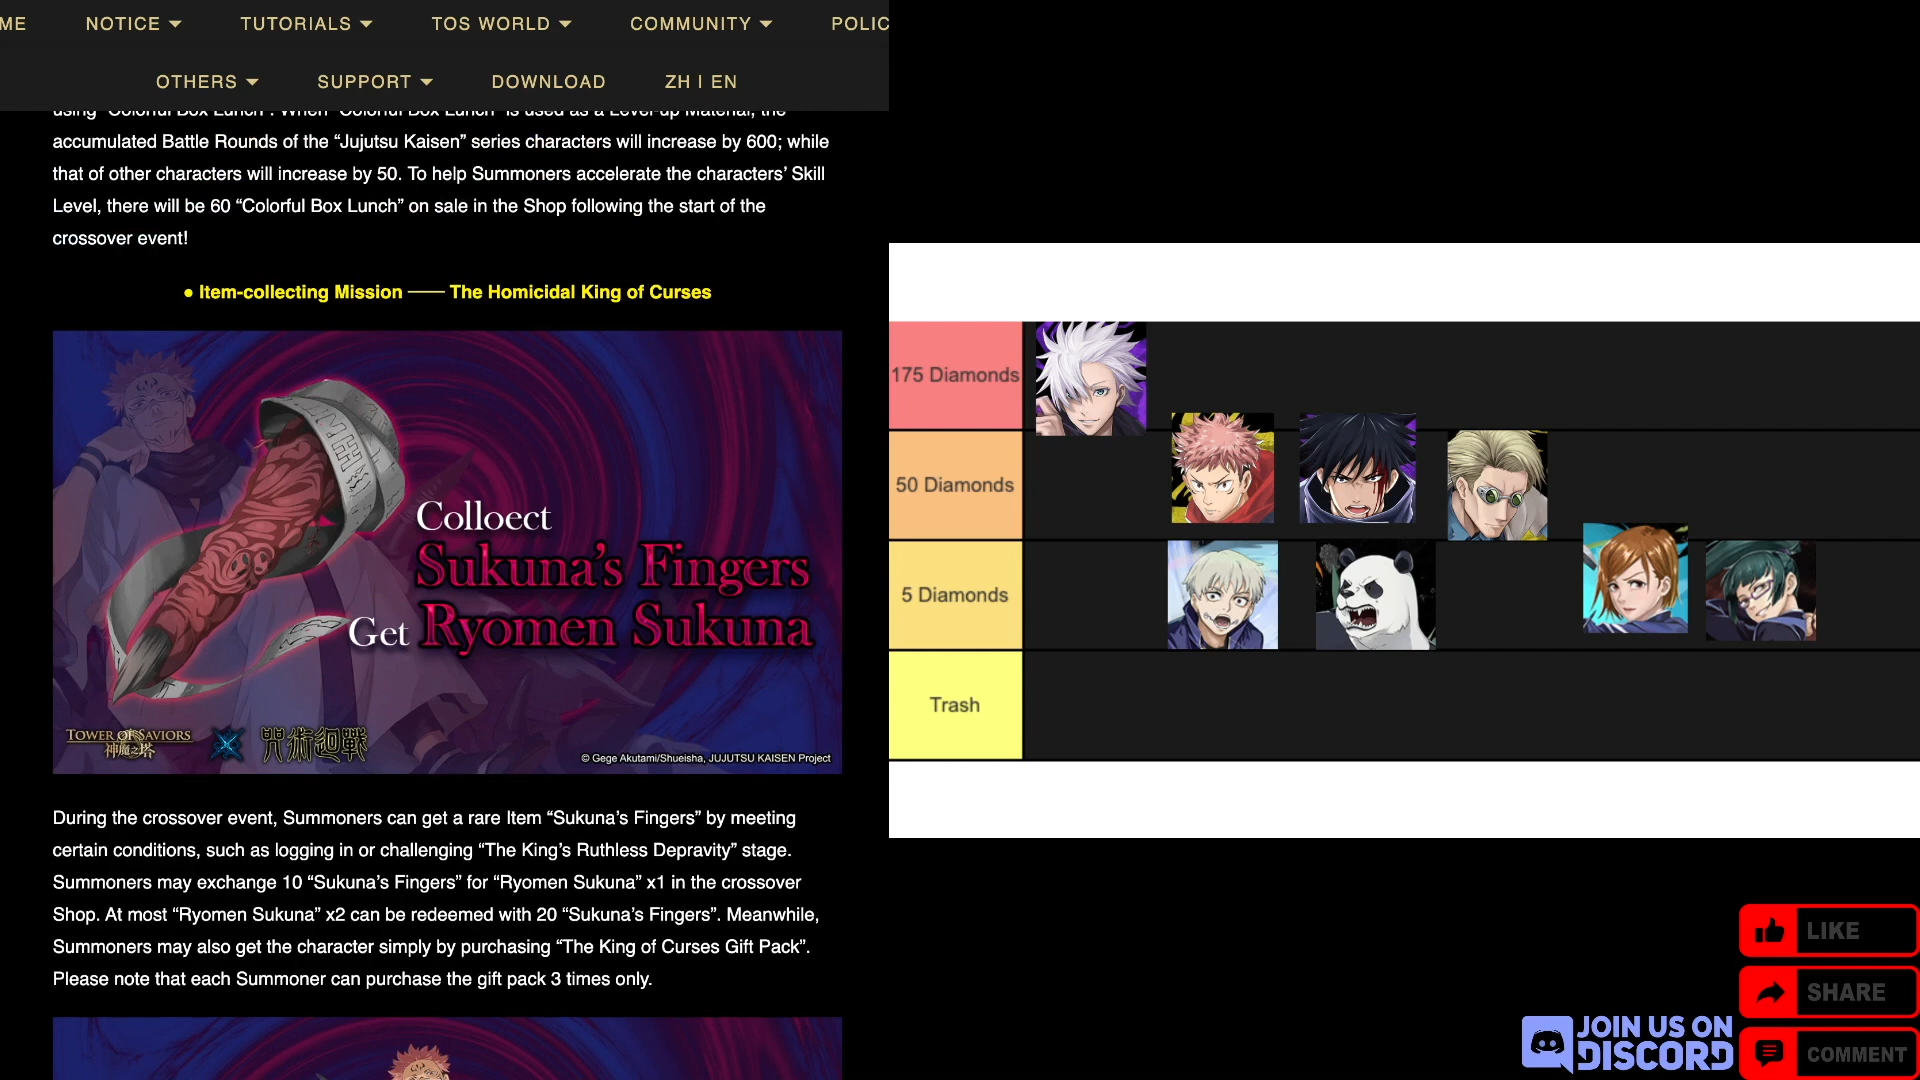 ME
NOTICE
TUTORIALS
TOS WORLD
COMMUNITY
POLIC
OTHERS
SUPPORT
DOWNLOAD
ZH | EN
using "Colorful Box Lunch". When "Colorful Box Lunch" is used as a Level-up Material, the
accumulated Battle Rounds of the “Jujutsu Kaisen” series characters will increase by 600; while
that of other characters will increase by 50. To help Summoners accelerate the characters’ Skill
Level, there will be 60 “Colorful Box Lunch” on sale in the Shop following the start of the
crossover event!
● Item-collecting Mission —— The Homicidal King of Curses
Colloect
Sukuna’s Fingers
Get Ryomen Sukuna
TOWER OF SAVIORS
神魔之塔
呪術廻戰
© Gege Akutami/Shueisha, JUJUTSU KAISEN Project
During the crossover event, Summoners can get a rare Item “Sukuna’s Fingers” by meeting
certain conditions, such as logging in or challenging “The King’s Ruthless Depravity” stage.
Summoners may exchange 10 “Sukuna’s Fingers” for “Ryomen Sukuna” x1 in the crossover
Shop. At most “Ryomen Sukuna” x2 can be redeemed with 20 “Sukuna’s Fingers”. Meanwhile,
Summoners may also get the character simply by purchasing “The King of Curses Gift Pack”.
Please note that each Summoner can purchase the gift pack 3 times only.
175 Diamonds
50 Diamonds
5 Diamonds
Trash
LIKE
SHARE
COMMENT
JOIN US ON
DISCORD